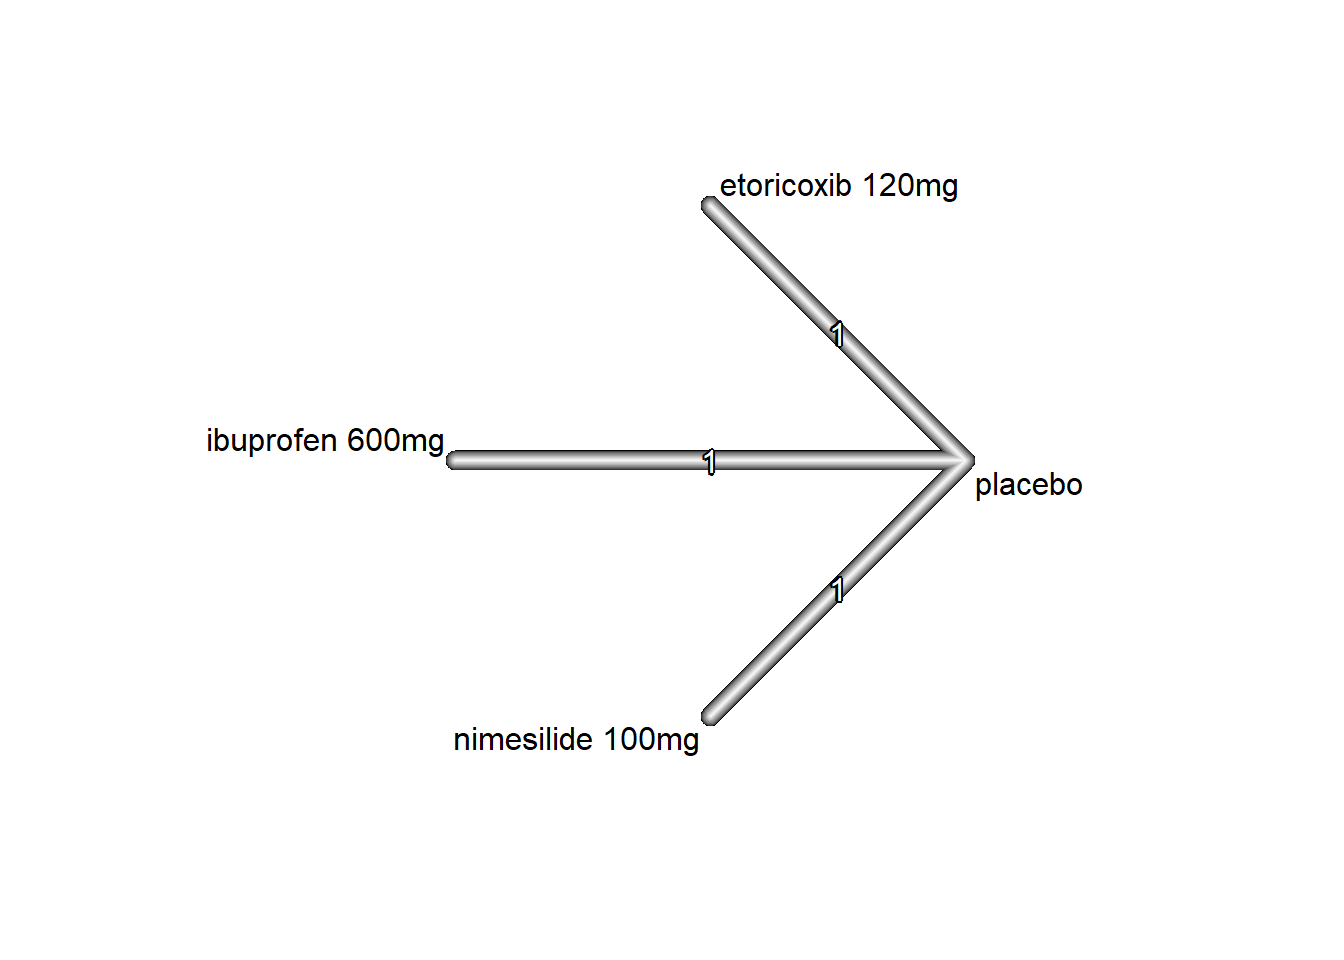 etoricoxib 120mg
1
ibuprofen 600mg
1
placebo
1
nimesilide 100mg